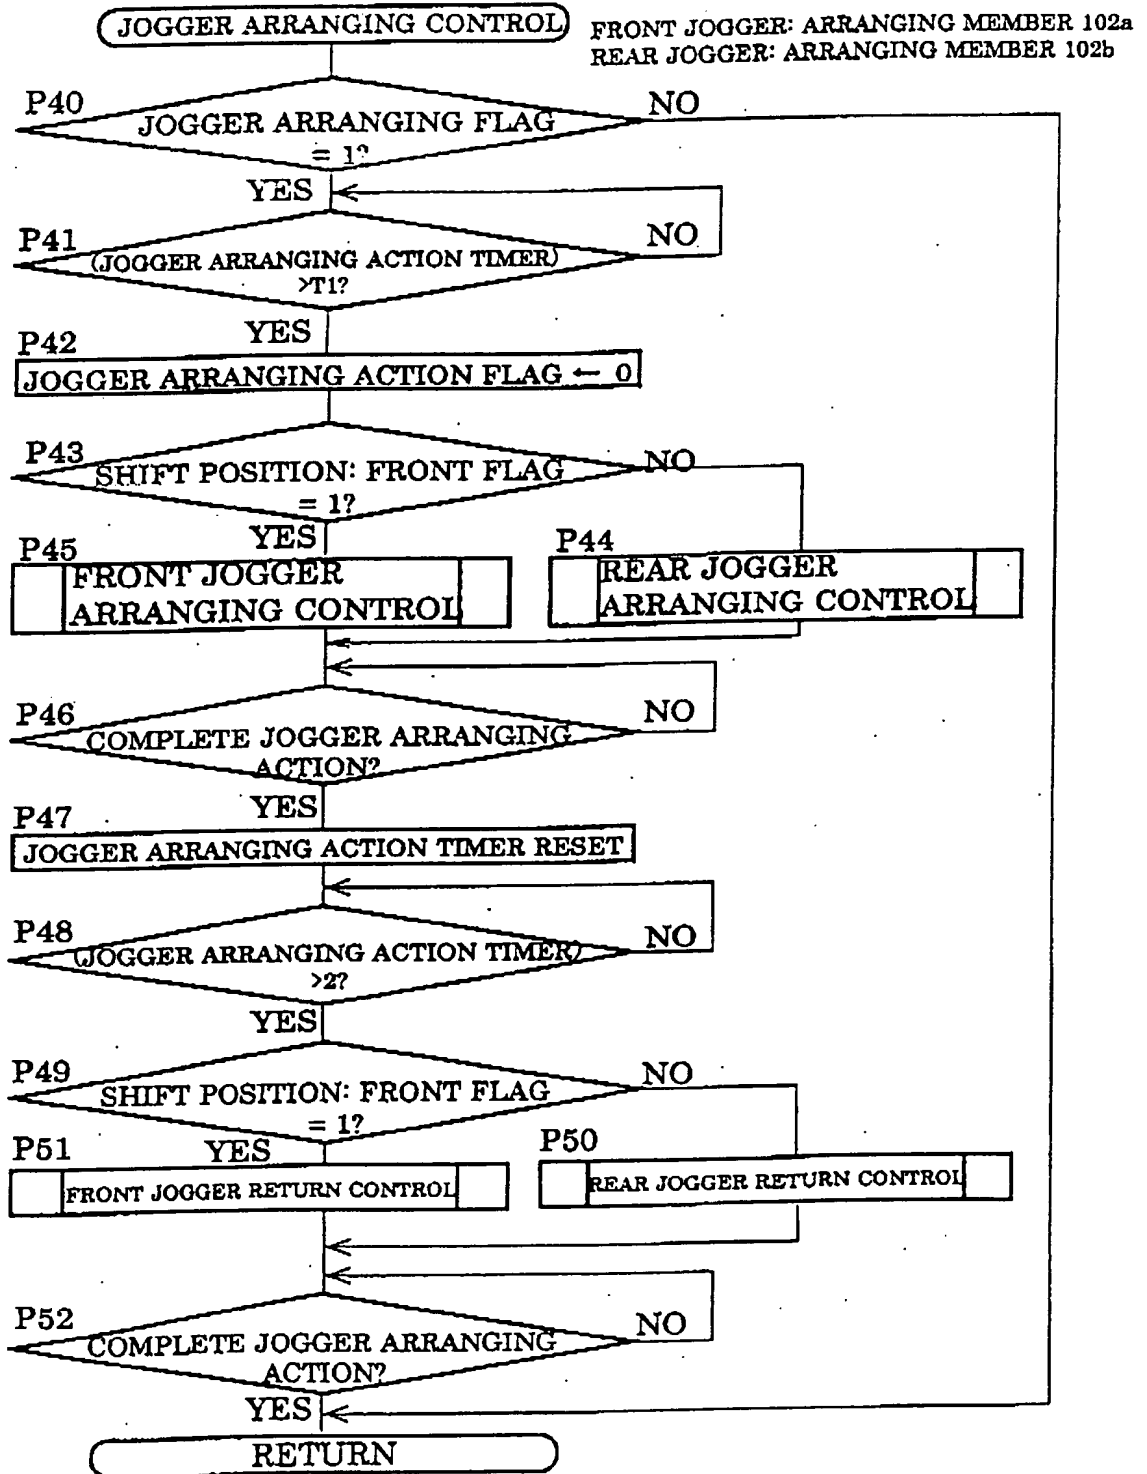 JOGGER ARRANGING CONTROL
FRONT JOGGER: ARRANGING MEMBER 102a
REAR JOGGER: ARRANGING MEMBER 102b
P40
NO
JOGGER ARRANGING FLAG
= 1?
YES
P41
NO
(JOGGER ARRANGING ACTION TIMER)
>T1?
YES
P42
JOGGER ARRANGING ACTION FLAG ← 0
P43
NO
SHIFT POSITION: FRONT FLAG
= 1?
YES
P45
FRONT JOGGER
ARRANGING CONTROL
P44
REAR JOGGER
ARRANGING CONTROL
P46
NO
COMPLETE JOGGER ARRANGING
ACTION?
YES
P47
JOGGER ARRANGING ACTION TIMER RESET
P48
NO
(JOGGER ARRANGING ACTION TIMER)
>2?
YES
P49
NO
SHIFT POSITION: FRONT FLAG
= 1?
YES
P51
FRONT JOGGER RETURN CONTROL
P50
REAR JOGGER RETURN CONTROL
P52
NO
COMPLETE JOGGER ARRANGING
ACTION?
YES
RETURN